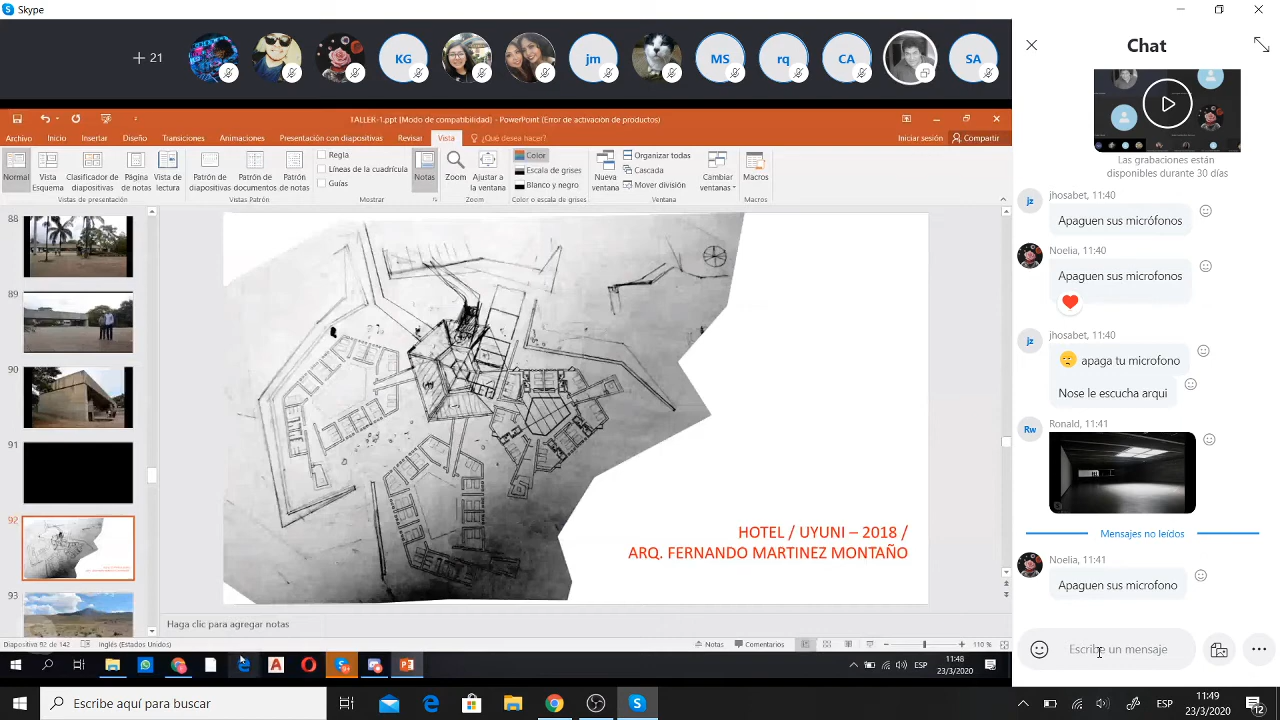 Skype
+ 21
KG
jm
MS
rq
CA
SA
TALLER-1.ppt [Modo de compatibilidad] - PowerPoint (Error de activación de productos)
Archivo
Inicio
Insertar
Diseño
Transiciones
Animaciones
Presentación con diapositivas
Revisar
Vista
¿Qué desea hacer?
Iniciar sesión
Compartir
Normal
Vista Esquema
Clasificador de diapositivas
Página de notas
Vista de lectura
Vistas de presentación
Patrón de diapositivas
Patrón de documentos
Patrón de notas
Vistas Patrón
Regla
Líneas de la cuadrícula
Guías
Mostrar
Notas
Zoom
Ajustar a la ventana
Zoom
Color
Escala de grises
Blanco y negro
Color o escala de grises
Nueva ventana
Organizar todas
Cascada
Mover división
Cambiar ventanas
Ventana
Macros
Macros
88
89
90
91
92
93
HOTEL / UYUNI – 2018 /
ARQ. FERNANDO MARTINEZ MONTAÑO
Haga clic para agregar notas
Diapositiva 92 de 142
Inglés (Estados Unidos)
Notas
Comentarios
110 %
ESP
11:48
23/3/2020
Chat
Las grabaciones están
disponibles durante 30 días
jz
jhosabet, 11:40
Apaguen sus micrófonos
Noelia, 11:40
Apaguen sus microfonos
jz
jhosabet, 11:40
apaga tu microfono
Nose le escucha arqui
Rw
Ronald, 11:41
Mensajes no leídos
Noelia, 11:41
Apaguen sus microfono
Escribe un mensaje
Escribe aquí para buscar
ESP
11:49
23/3/2020
12